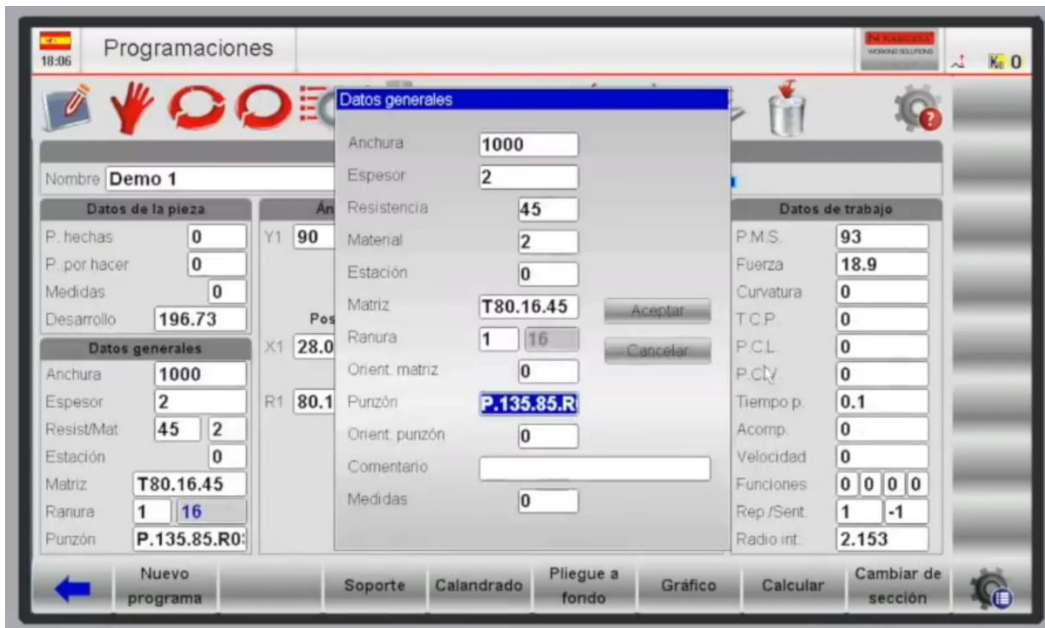 18:06
Programaciones
WORKING SOLUTIONS
0
Datos generales
Anchura 1000
Espesor 2
Resistencia 45
Material 2
Estación 0
Matriz T80.16.45
Ranura 1 16
Orient. matriz 0
Punzón P.135.85.R
Orient. punzón 0
Comentario
Medidas 0
Aceptar
Cancelar
Nombre Demo 1
Datos de la pieza
P. hechas 0
P. por hacer 0
Medidas 0
Desarrollo 196.73
Datos generales
Anchura 1000
Espesor 2
Resist/Mat 45 2
Estación 0
Matriz T80.16.45
Ranura 1 16
Punzón P.135.85.R0
Án
Y1 90
Pos
X1 28.0
R1 80.1
Datos de trabajo
P.M.S. 93
Fuerza 18.9
Curvatura 0
T.C.P. 0
P.C.L. 0
0
Tiempo p. 0.1
Acomp. 0
Velocidad 0
Funciones 0 0 0 0
Rep./Sent. 1 -1
Radio int. 2.153
Nuevo programa
Soporte
Calandrado
Pliegue a fondo
Gráfico
Calcular
Cambiar de sección